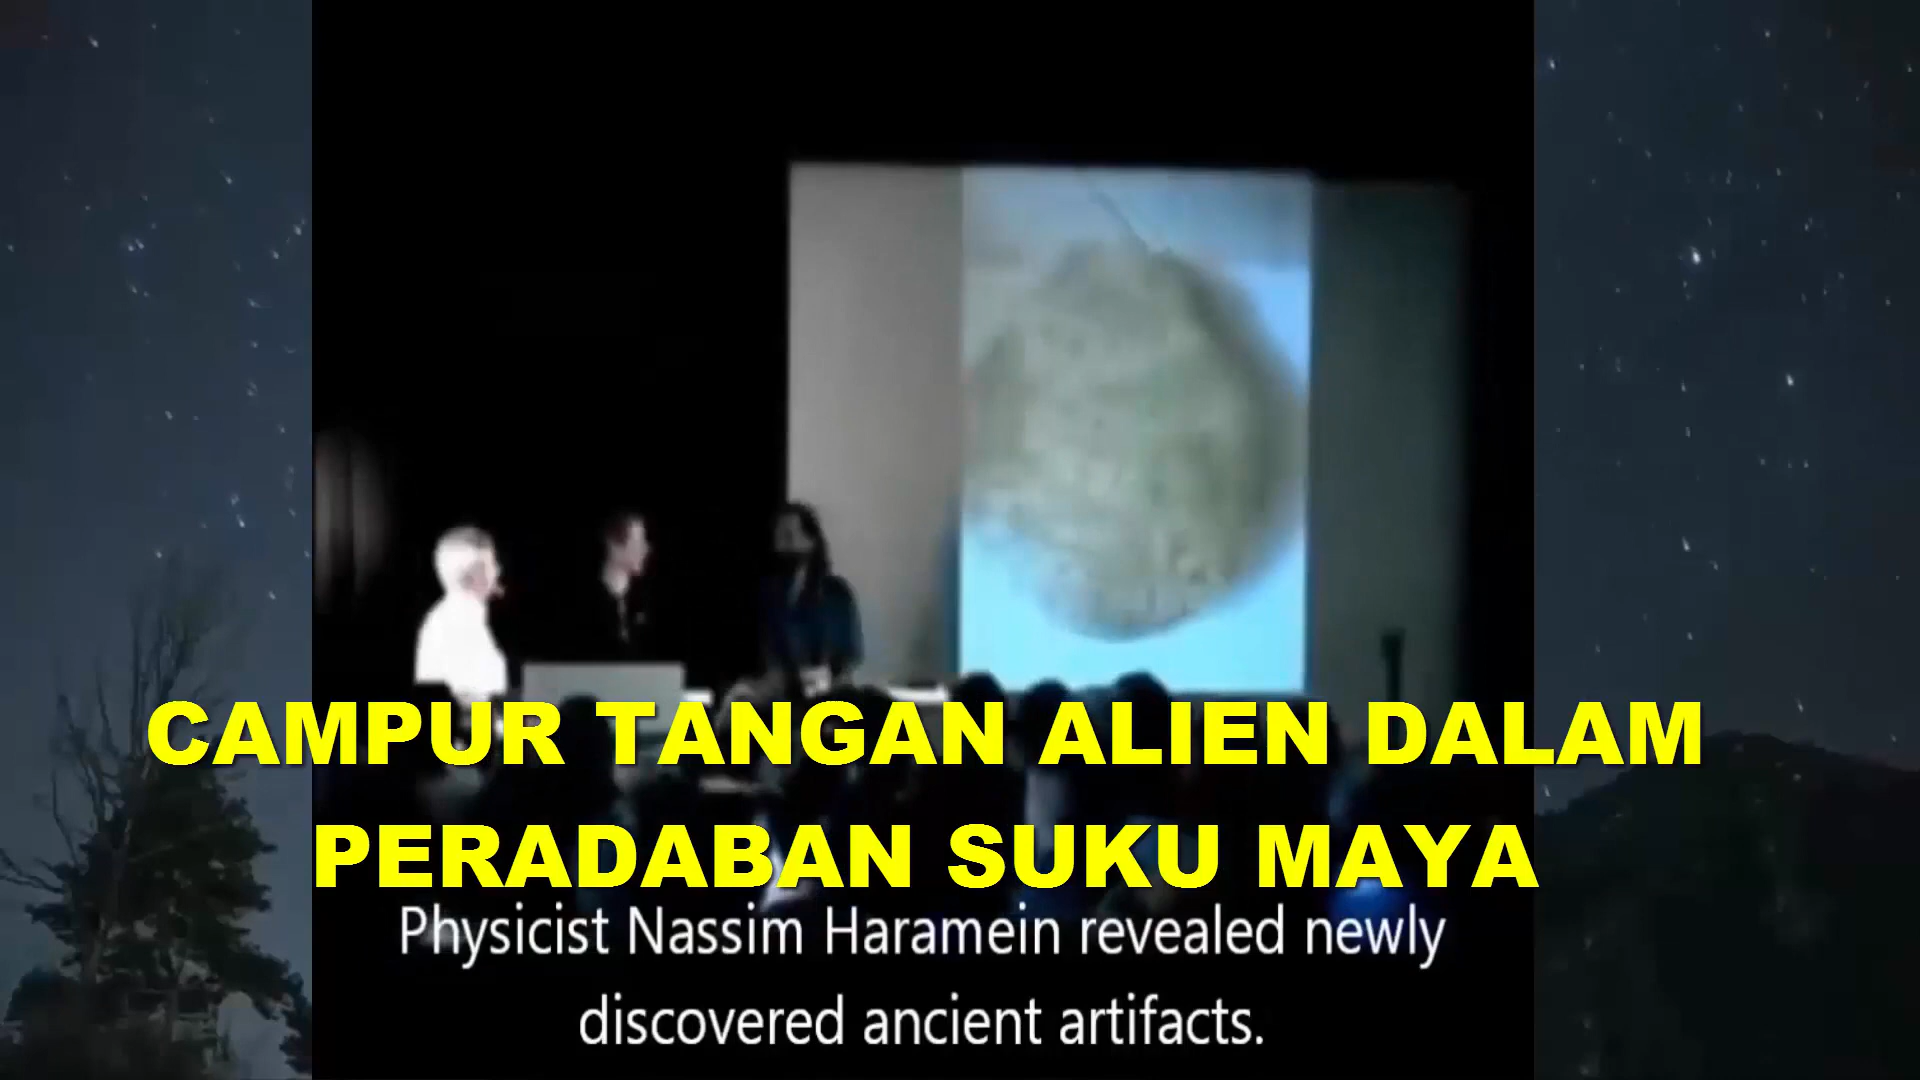 CAMPUR TANGAN ALIEN DALAM
PERADABAN SUKU MAYA
Physicist Nassim Haramein revealed newly
discovered ancient artifacts.